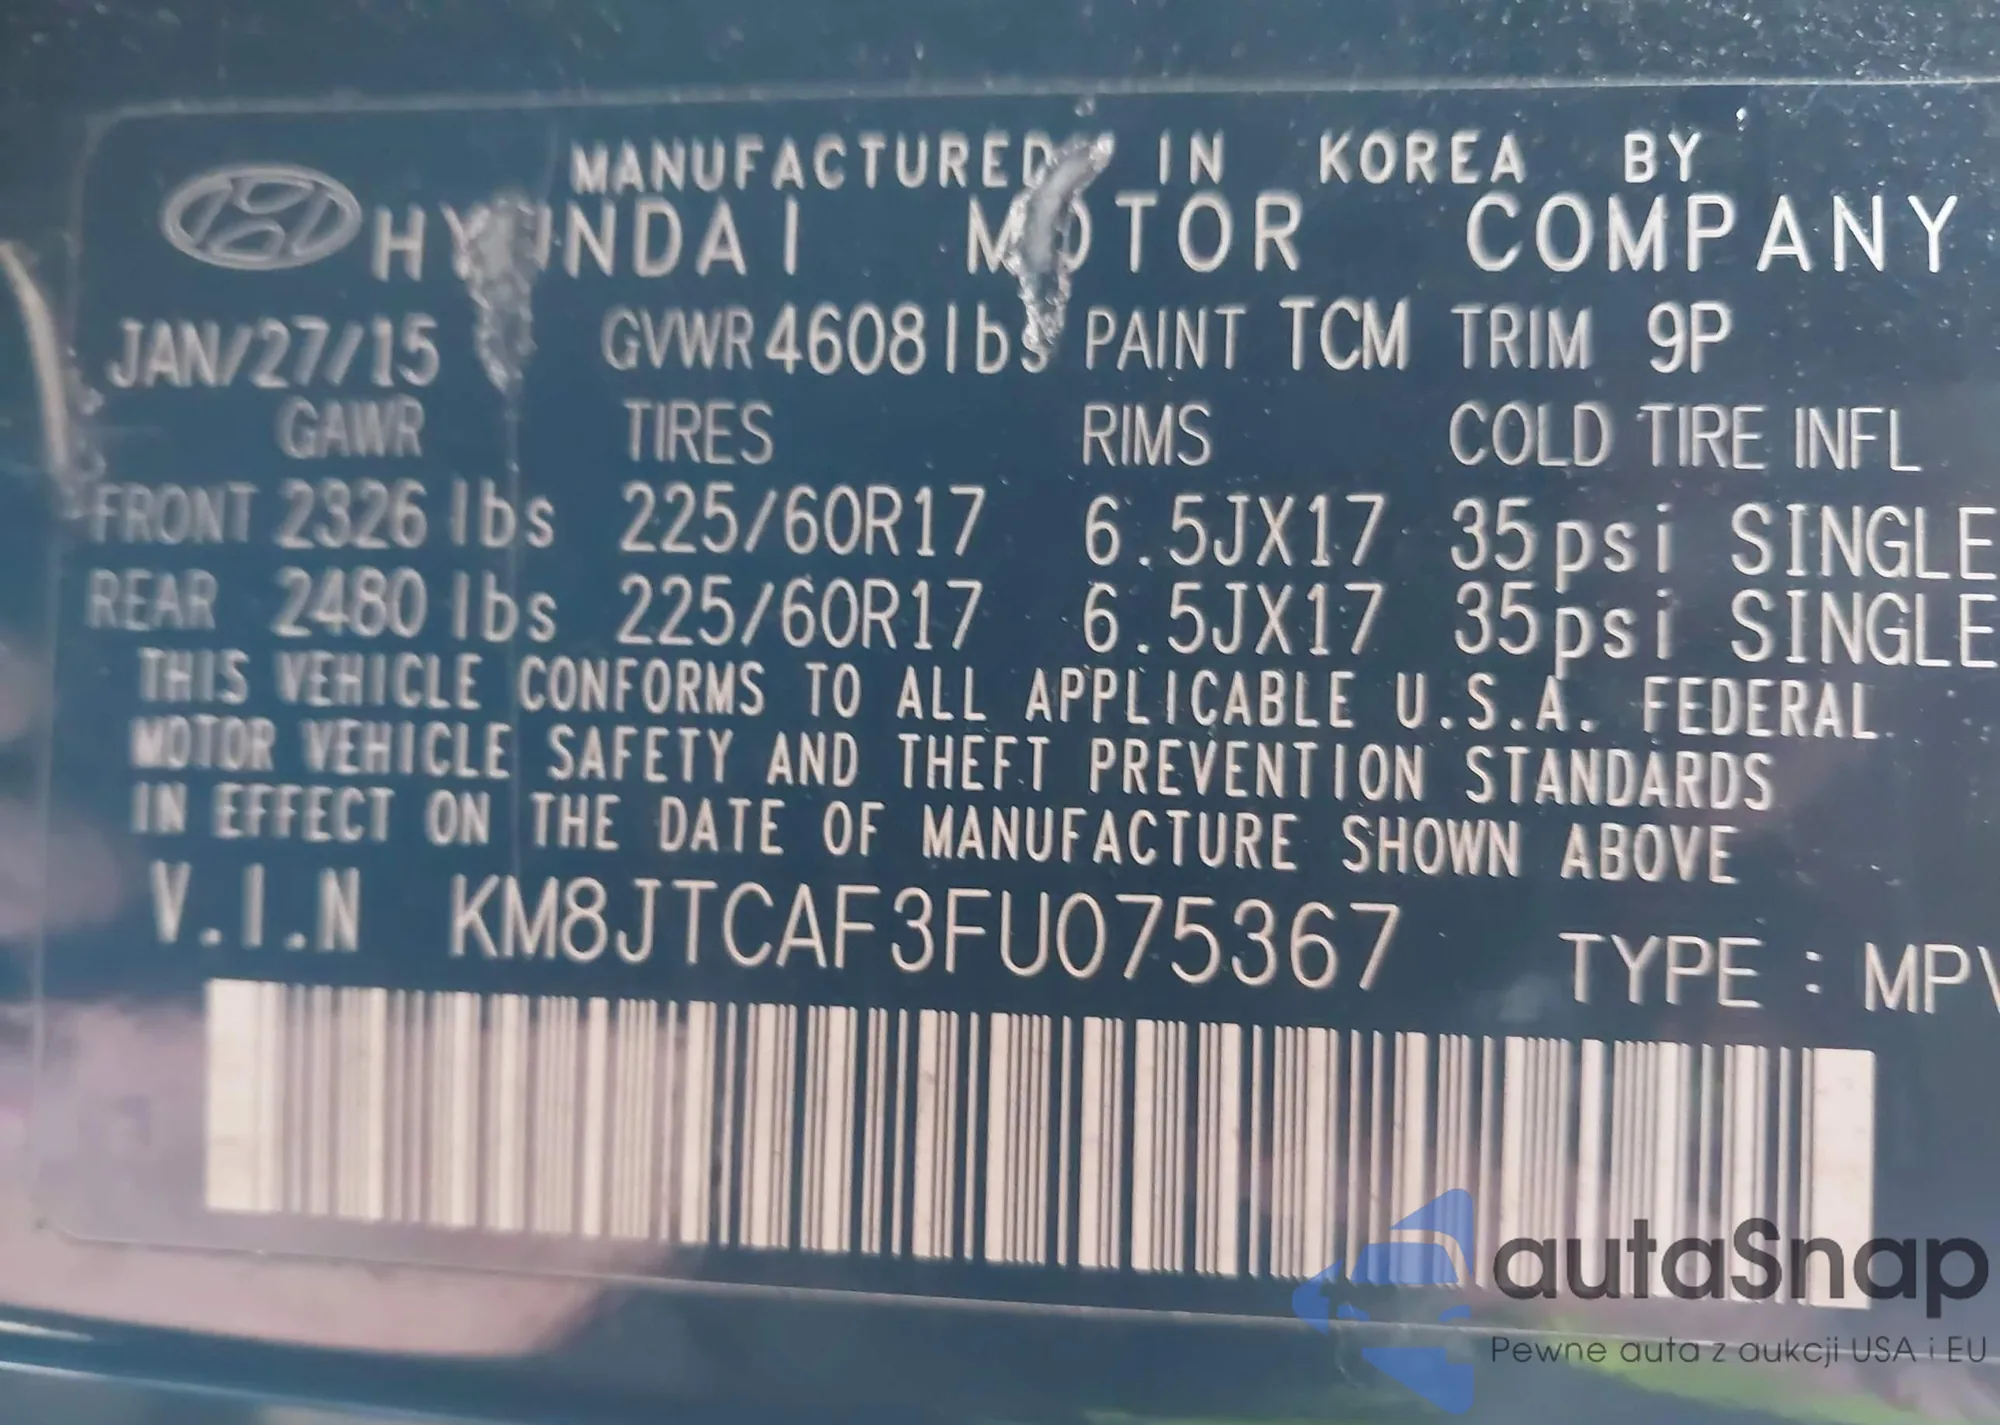 MANUFACTURED IN KOREA BY
HYUNDAI MOTOR COMPANY
JAN/27/15 GVWR 4608lbs PAINT TCM TRIM 9P
GAWR TIRES RIMS COLD TIRE INFL
FRONT 2326 lbs 225/60R17 6.5JX17 35psi SINGLE
REAR 2480 lbs 225/60R17 6.5JX17 35psi SINGLE
THIS VEHICLE CONFORMS TO ALL APPLICABLE U.S.A. FEDERAL
MOTOR VEHICLE SAFETY AND THEFT PREVENTION STANDARDS
IN EFFECT ON THE DATE OF MANUFACTURE SHOWN ABOVE
V.I.N KM8JTCAF3FU075367
TYPE : MPV
autaSnap
Pewne auta z aukcji USA i EU